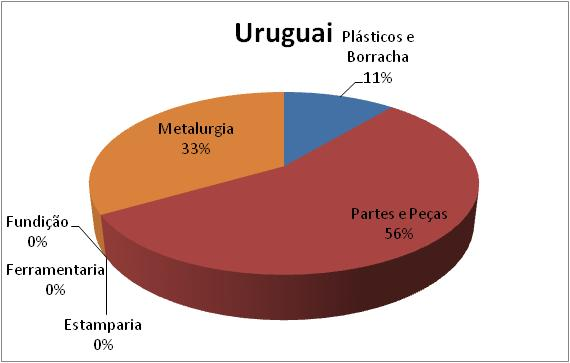 Uruguai
Plásticos e
Borracha
11%
Metalurgia
33%
Partes e Peças
56%
Fundição
0%
Ferramentaria
0%
Estamparia
0%